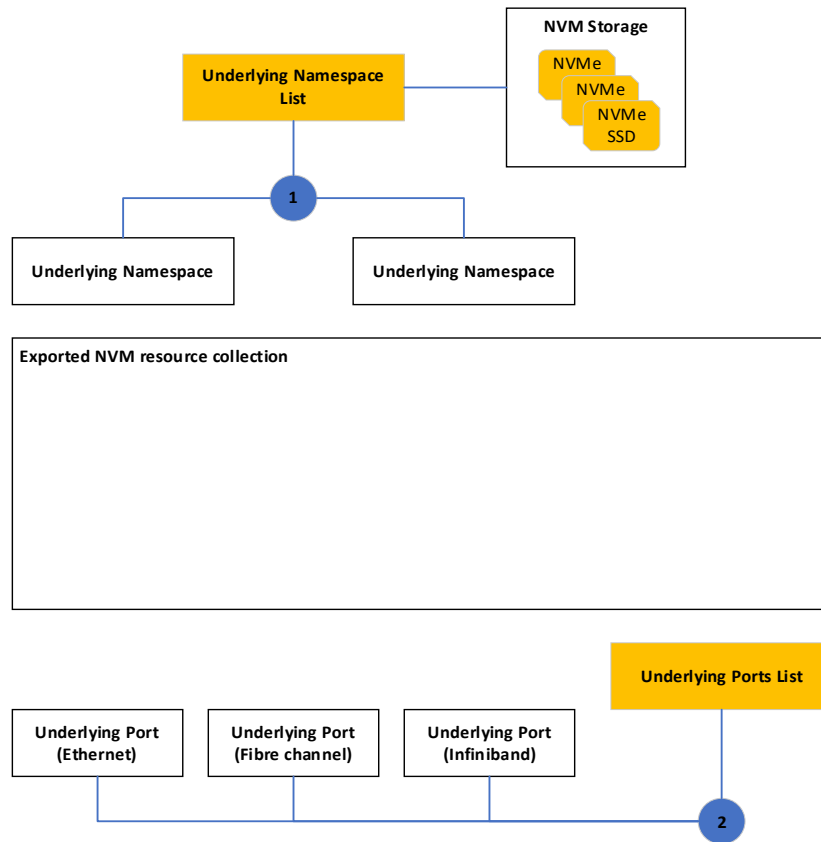 NVM Storage
Underlying Namespace
List
NVMe
NVMe
NVMe
SSD
1
Underlying Namespace
Underlying Namespace
Exported NVM resource collection
Underlying Ports List
Underlying Port
(Ethernet)
Underlying Port
(Fibre channel)
Underlying Port
(Infiniband)
2